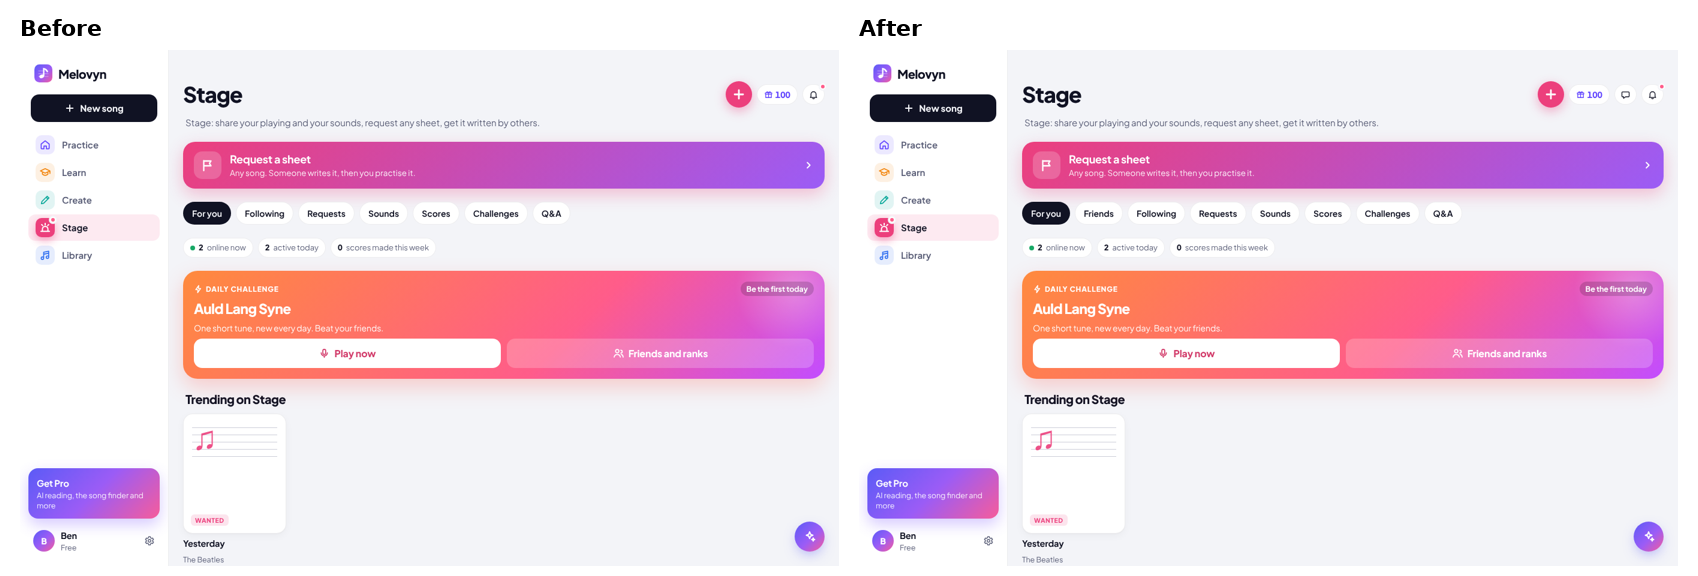 Before
Melovyn
New song
Practice
Learn
Create
Stage
Library
Get Pro
AI reading, the song finder and
more
B
Ben
Free
Stage
100
Stage: share your playing and your sounds, request any sheet, get it written by others.
Request a sheet
Any song. Someone writes it, then you practise it.
For you Following Requests Sounds Scores Challenges Q&A
2 online now 2 active today 0 scores made this week
DAILY CHALLENGE
Be the first today
Auld Lang Syne
One short tune, new every day. Beat your friends.
Play now Friends and ranks
Trending on Stage
WANTED
Yesterday
The Beatles
After
Melovyn
New song
Practice
Learn
Create
Stage
Library
Get Pro
AI reading, the song finder and
more
B
Ben
Free
Stage
100
Stage: share your playing and your sounds, request any sheet, get it written by others.
Request a sheet
Any song. Someone writes it, then you practise it.
For you Friends Following Requests Sounds Scores Challenges Q&A
2 online now 2 active today 0 scores made this week
DAILY CHALLENGE
Be the first today
Auld Lang Syne
One short tune, new every day. Beat your friends.
Play now Friends and ranks
Trending on Stage
WANTED
Yesterday
The Beatles